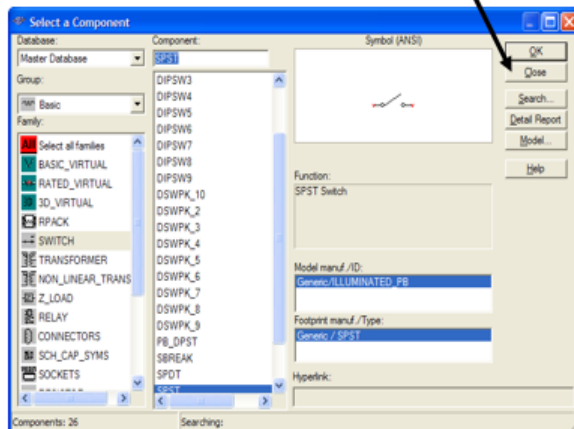 Select a Component
Database:
Master Database
Group:
Basic
Family:
All Select all families
BASIC_VIRTUAL
RATED_VIRTUAL
3D_VIRTUAL
RPACK
SWITCH
TRANSFORMER
NON_LINEAR_TRANS
Z_LOAD
RELAY
CONNECTORS
SCH_CAP_SYMS
SOCKETS
Component:
SPST
DIPSW3
DIPSW4
DIPSW5
DIPSW6
DIPSW7
DIPSW8
DIPSW9
DSWPK_10
DSWPK_2
DSWPK_3
DSWPK_4
DSWPK_5
DSWPK_6
DSWPK_7
DSWPK_8
DSWPK_9
PB_DPST
SBREAK
SPDT
SPST
Symbol (ANSI)
Function:
SPST Switch
Model manuf./ID:
Generic/ILLUMINATED_PB
Footprint manuf./Type:
Generic / SPST
Hyperlink:
OK
Close
Search...
Detail Report
Model...
Help
Components: 26
Searching: